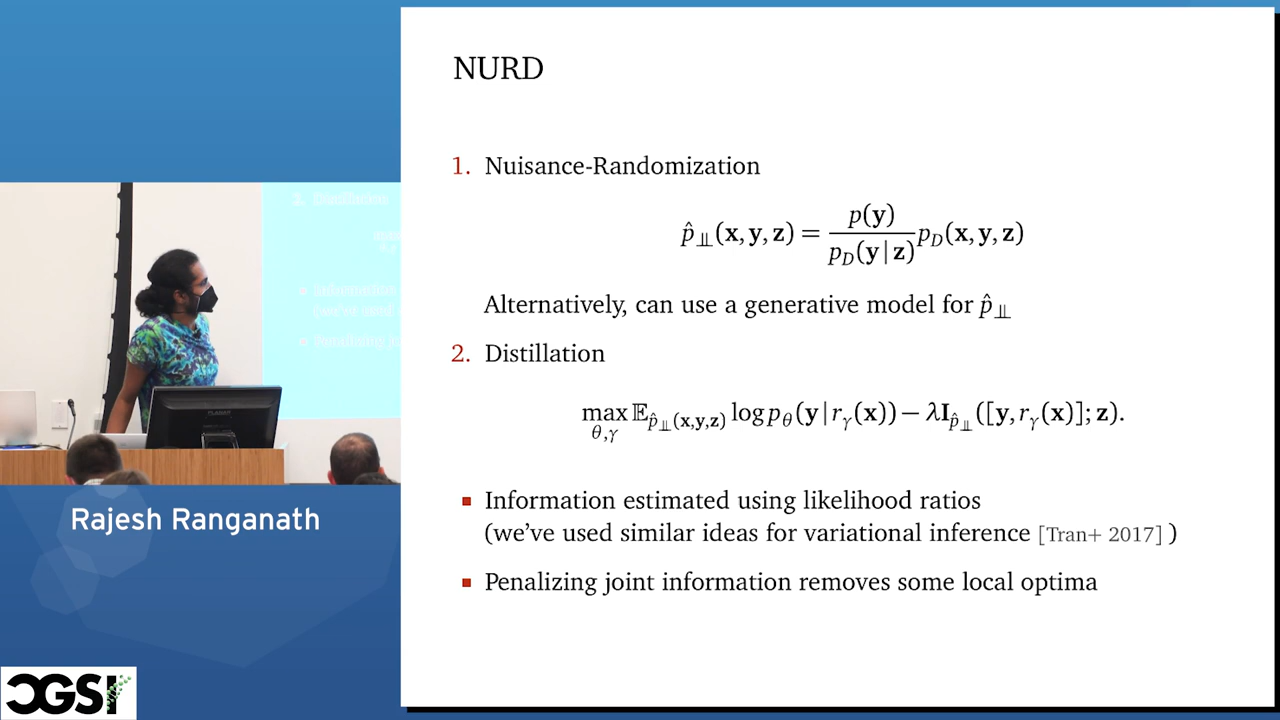 NURD
1. Nuisance-Randomization
p̂⫫(x, y, z) = p(y) / p_D(y | z) p_D(x, y, z)
Alternatively, can use a generative model for p̂⫫
2. Distillation
max_{θ,γ} 𝔼_{p̂⫫(x,y,z)} log p_θ(y | r_γ(x)) − λI_{p̂⫫}([y, r_γ(x)]; z).
▪ Information estimated using likelihood ratios
(we've used similar ideas for variational inference [Tran+ 2017] )
▪ Penalizing joint information removes some local optima
Distillation
Rajesh Ranganath
CGSI